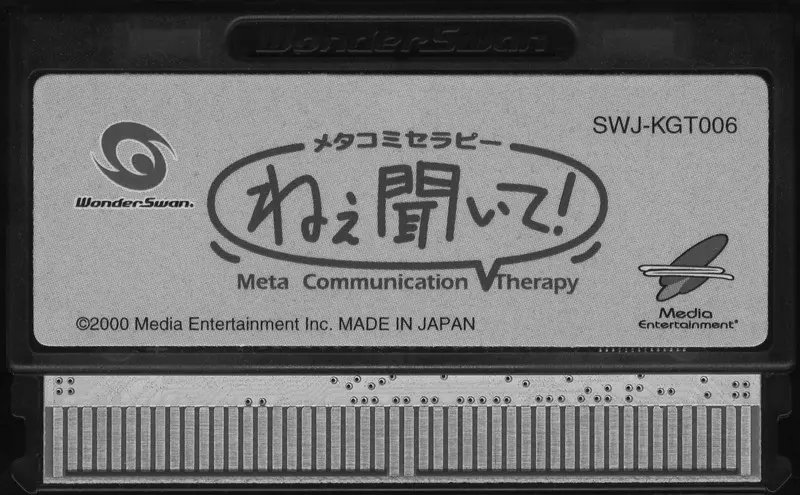 WonderSwan
SWJ-KGT006
メタコミセラピー
WonderSwan.
ねぇ聞いて!
Meta Communication Therapy
Media
Entertainment
©2000 Media Entertainment Inc. MADE IN JAPAN